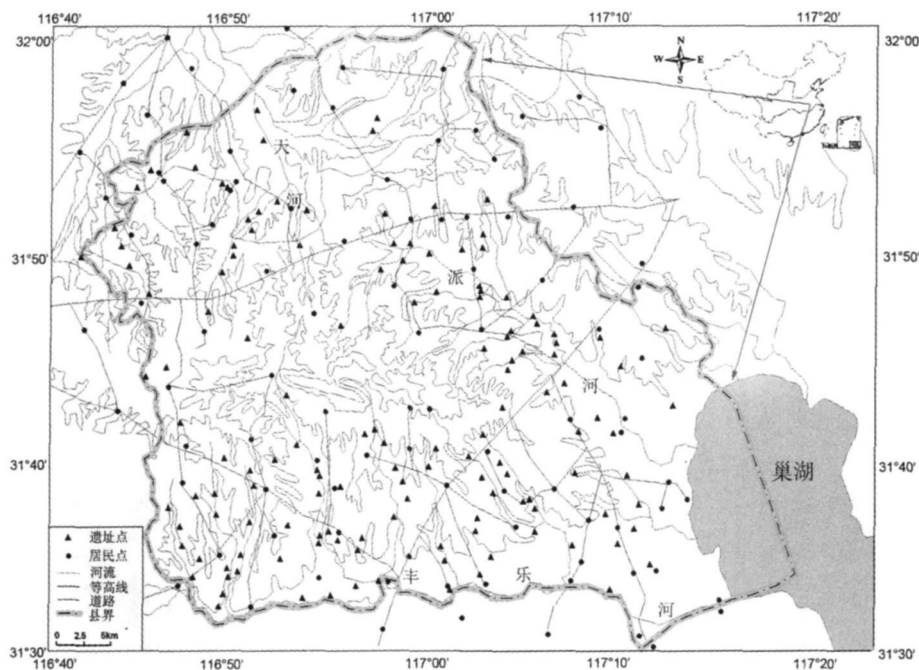 116°40′ 116°50′ 117°00′ 117°10′ 117°20′
32°00′ 32°00′
N
W E
S
天
河
31°50′ 31°50′
派
河
31°40′ 31°40′
巢湖
遗址点
居民点
河流
等高线
道路
县界
0 2.5 5km
丰 乐
河
31°30′ 31°30′
116°40′ 116°50′ 117°00′ 117°10′ 117°20′